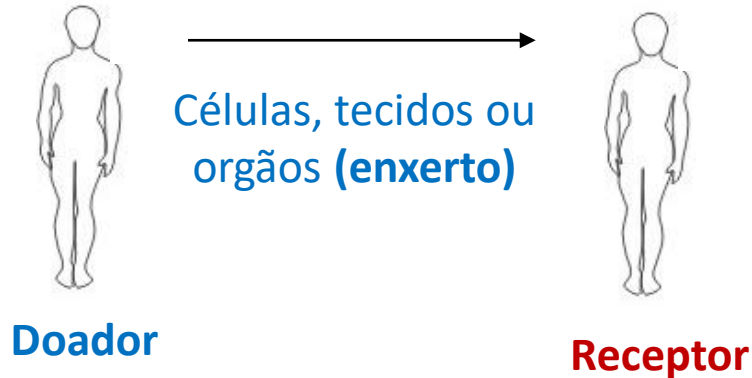 Células, tecidos ou
orgãos (enxerto)
Doador
Receptor